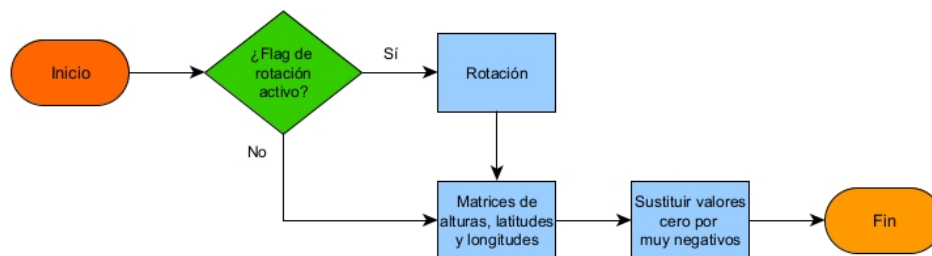 Inicio
¿Flag de
rotación
activo?
Sí
Rotación
No
Matrices de
alturas, latitudes
y longitudes
Sustituir valores
cero por
muy negativos
Fin